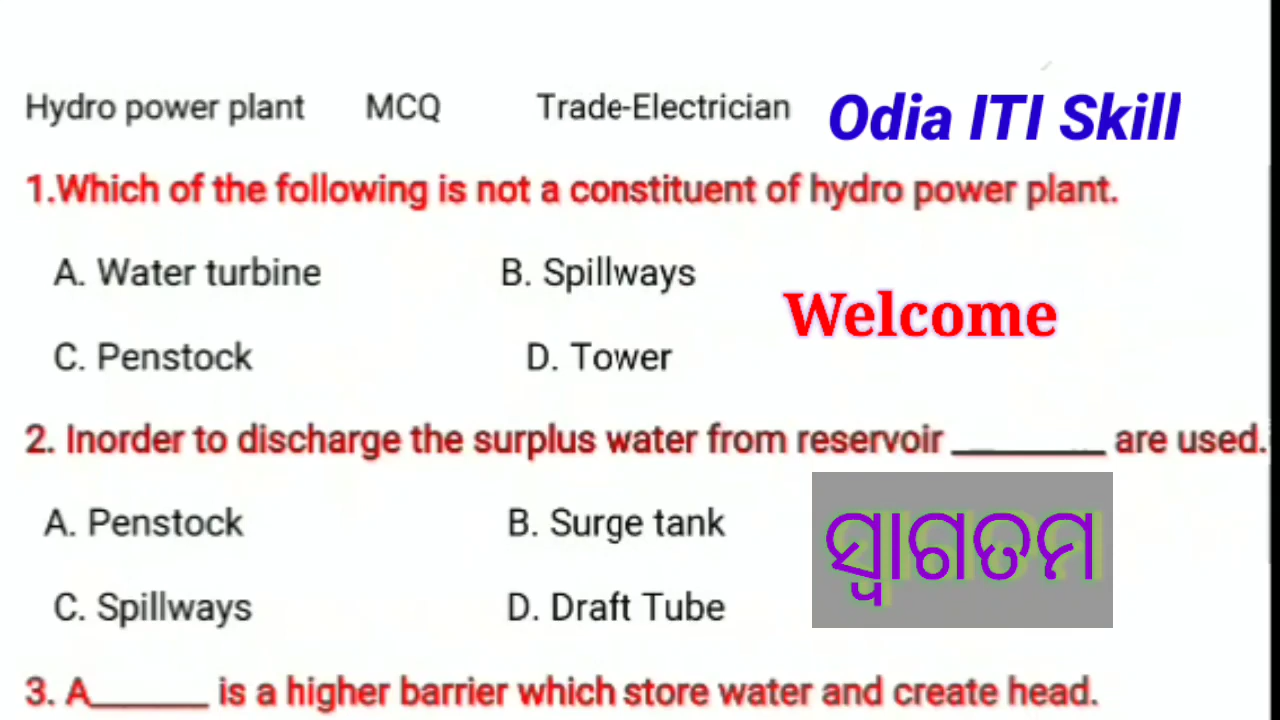 Hydro power plant MCQ Trade-Electrician Odia ITI Skill
1.Which of the following is not a constituent of hydro power plant.
A. Water turbine B. Spillways
Welcome
C. Penstock D. Tower
2. Inorder to discharge the surplus water from reservoir ________ are used.
A. Penstock B. Surge tank
ସ୍ୱାଗତମ
C. Spillways D. Draft Tube
3. A______ is a higher barrier which store water and create head.